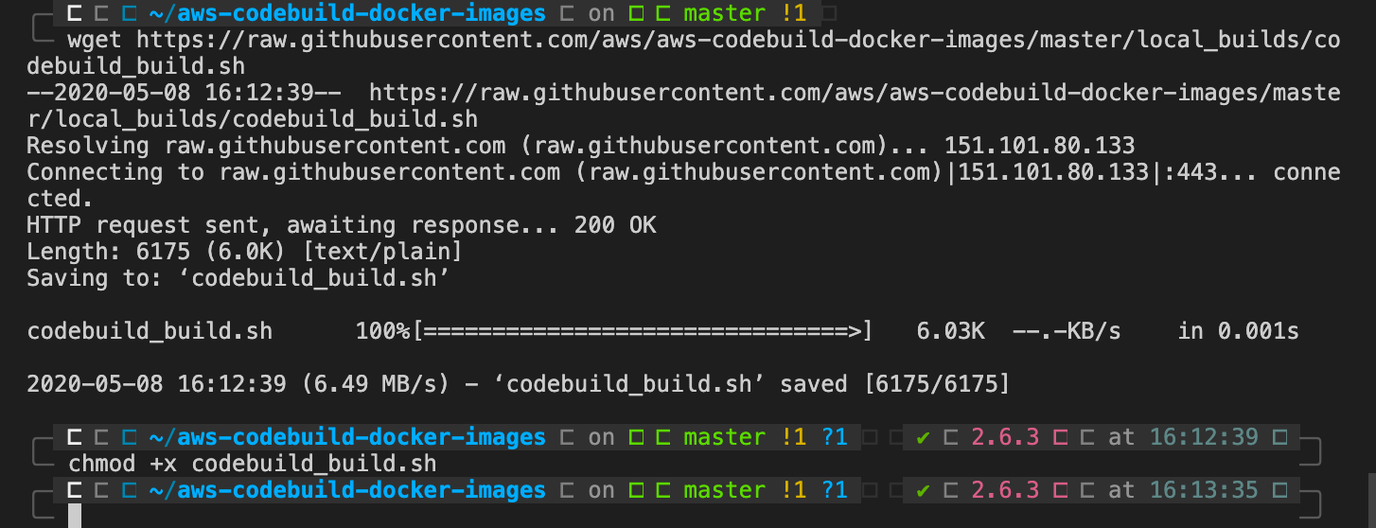 ~/aws-codebuild-docker-images on master !1
wget https://raw.githubusercontent.com/aws/aws-codebuild-docker-images/master/local_builds/co
debuild_build.sh
--2020-05-08 16:12:39--  https://raw.githubusercontent.com/aws/aws-codebuild-docker-images/maste
r/local_builds/codebuild_build.sh
Resolving raw.githubusercontent.com (raw.githubusercontent.com)... 151.101.80.133
Connecting to raw.githubusercontent.com (raw.githubusercontent.com)|151.101.80.133|:443... conne
cted.
HTTP request sent, awaiting response... 200 OK
Length: 6175 (6.0K) [text/plain]
Saving to: ‘codebuild_build.sh’
codebuild_build.sh      100%[===============================>]   6.03K  --.-KB/s    in 0.001s
2020-05-08 16:12:39 (6.49 MB/s) - ‘codebuild_build.sh’ saved [6175/6175]
~/aws-codebuild-docker-images on master !1 ?1 ✔ 2.6.3 at 16:12:39
chmod +x codebuild_build.sh
~/aws-codebuild-docker-images on master !1 ?1 ✔ 2.6.3 at 16:13:35